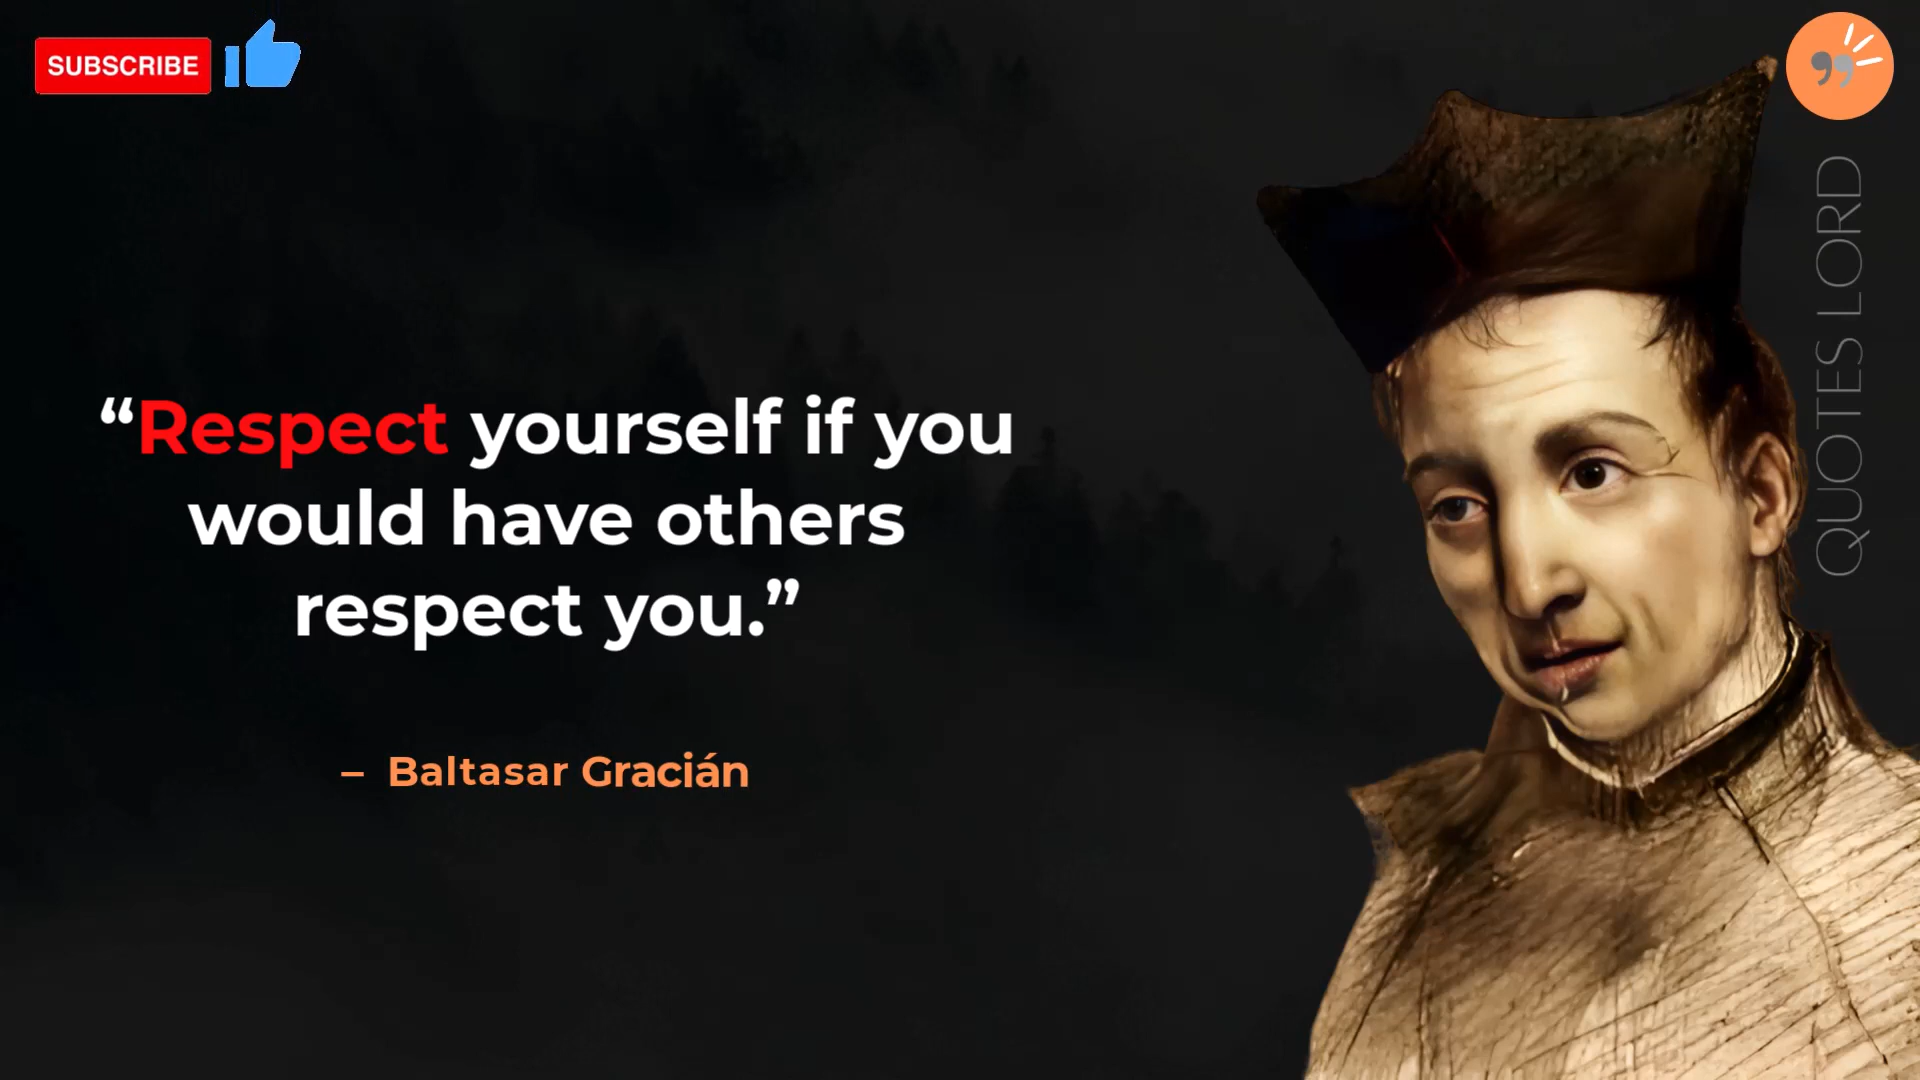 SUBSCRIBE
“Respect yourself if you
would have others
respect you.”
– Baltasar Gracián
QUOTES LORD